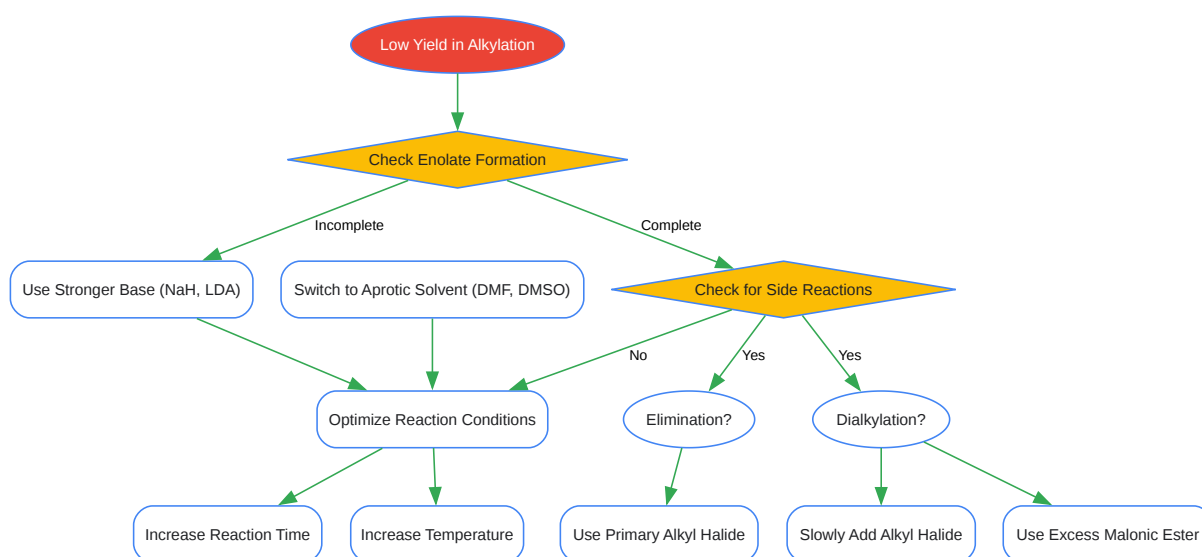 Low Yield in Alkylation
Check Enolate Formation
Incomplete
Complete
Use Stronger Base (NaH, LDA)
Switch to Aprotic Solvent (DMF, DMSO)
Check for Side Reactions
No
Yes
Yes
Optimize Reaction Conditions
Elimination?
Dialkylation?
Increase Reaction Time
Increase Temperature
Use Primary Alkyl Halide
Slowly Add Alkyl Halide
Use Excess Malonic Ester